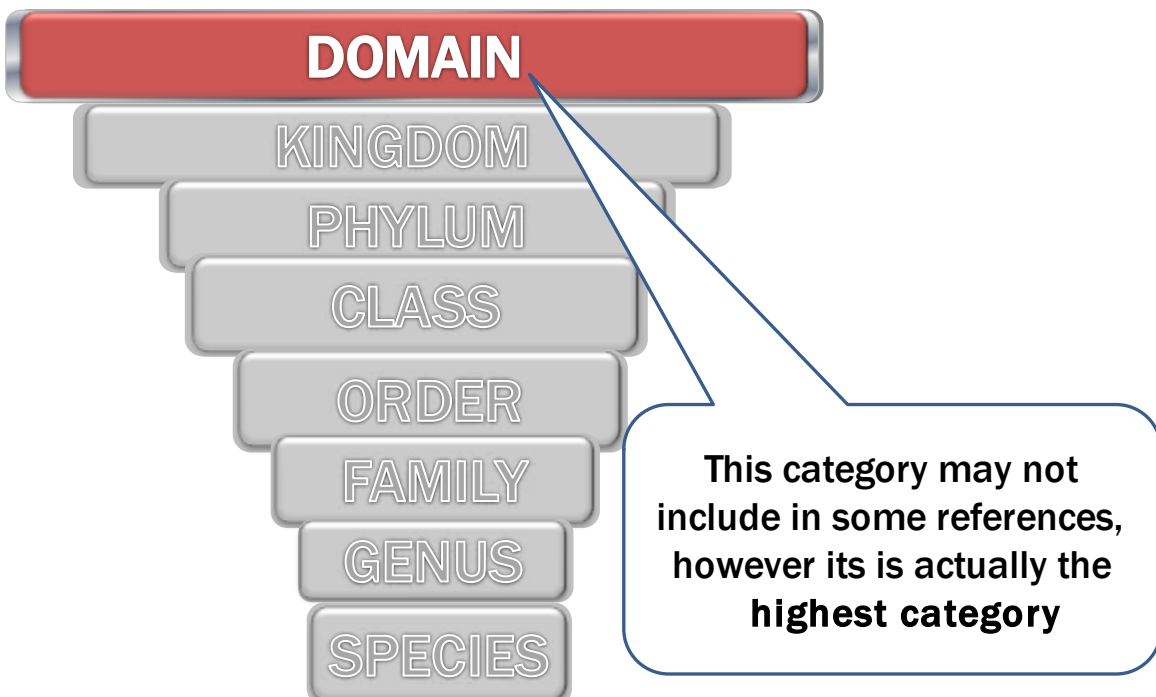 DOMAIN
KINGDOM
PHYLUM
CLASS
ORDER
FAMILY
GENUS
SPECIES
This category may not
include in some references,
however its is actually the
highest category